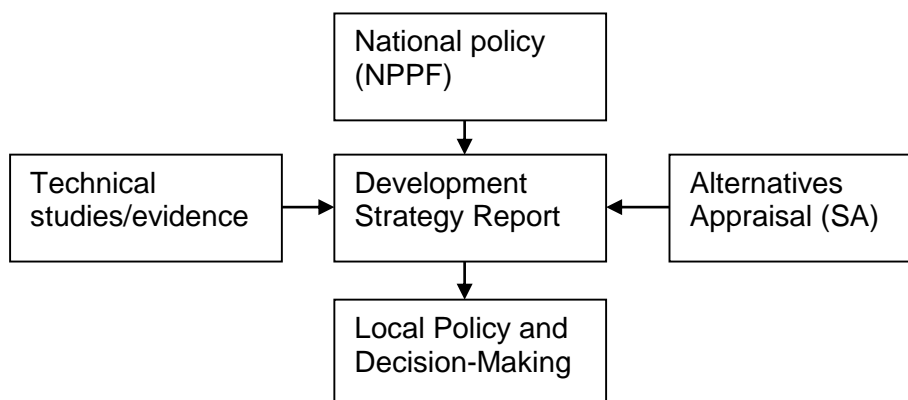 National policy
(NPPF)
Technical
studies/evidence
Development
Strategy Report
Alternatives
Appraisal (SA)
Local Policy and
Decision-Making